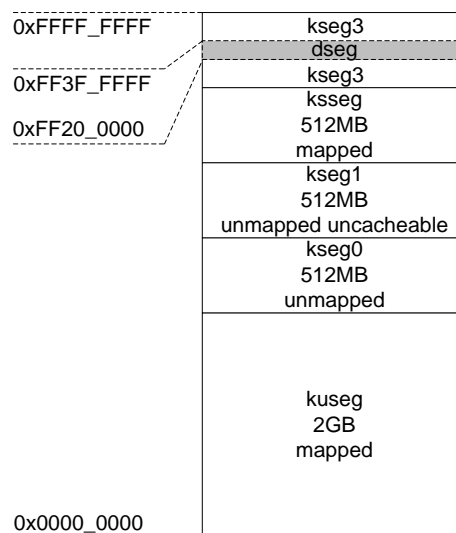 0xFFFF_FFFF
kseg3
dseg
0xFF3F_FFFF
kseg3
0xFF20_0000
ksseg
512MB
mapped
kseg1
512MB
unmapped uncacheable
kseg0
512MB
unmapped
kuseg
2GB
mapped
0x0000_0000